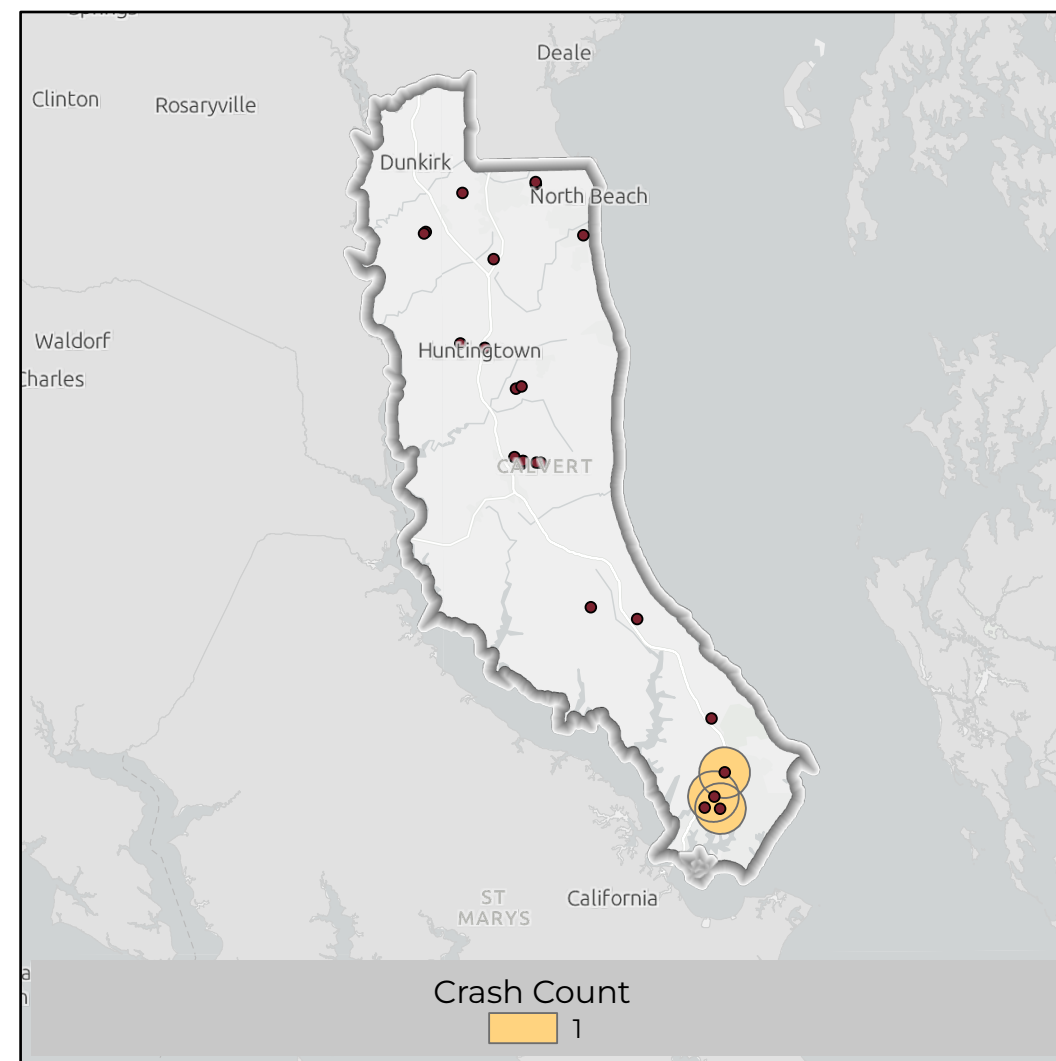 Deale
Clinton
Rosaryville
Dunkirk
North Beach
Waldorf
Huntingtown
Charles
CALVERT
ST
MARYS
California
Crash Count
1